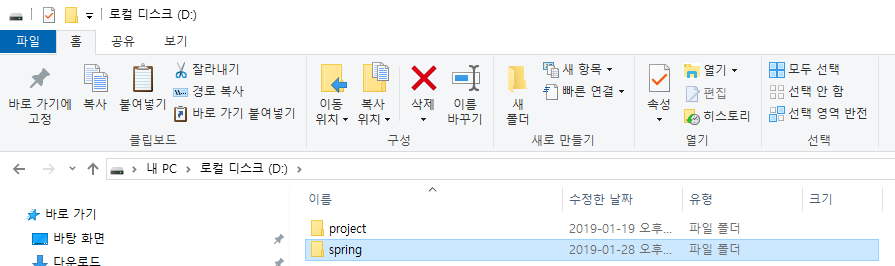 로컬 디스크 (D:)
파일 홈 공유 보기
바로 가기에 고정
복사
붙여넣기
잘라내기
경로 복사
바로 가기 붙여넣기
클립보드
이동 위치
복사 위치
삭제
이름 바꾸기
구성
새 폴더
새 항목
빠른 연결
새로 만들기
속성
열기
편집
히스토리
열기
모두 선택
선택 안 함
선택 영역 반전
선택
내 PC 로컬 디스크 (D:)
바로 가기
바탕 화면
다운로드
이름 수정한 날짜 유형 크기
project 2019-01-19 오후... 파일 폴더
spring 2019-01-28 오후... 파일 폴더